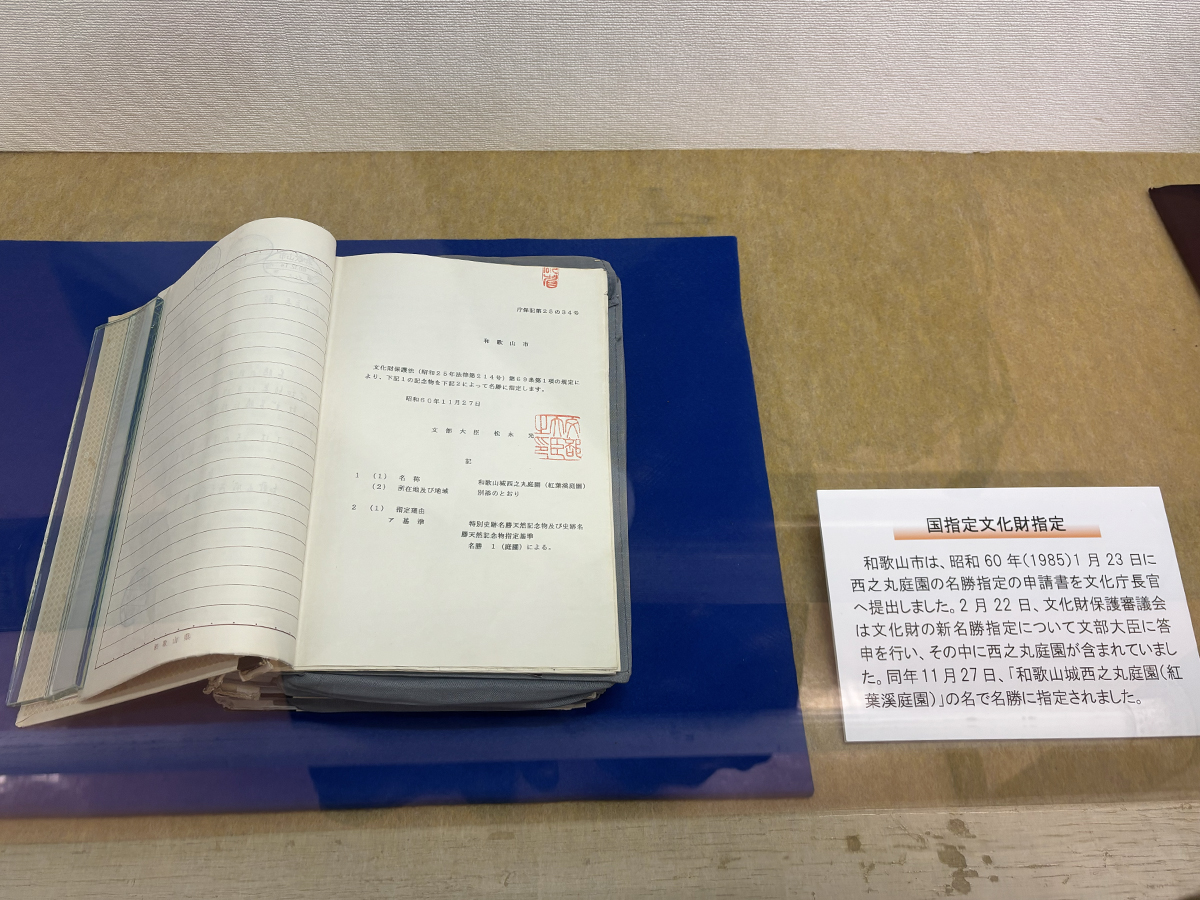 庁保記第25の34号
和歌山市
文化財保護法（昭和25年法律第214号）第69条第1項の規定に
より、下記1の記念物を下記2によって名勝に指定します。
昭和60年11月27日
文部大臣 松永 光
文部大臣之印
記
1 （1） 名称 和歌山城西之丸庭園（紅葉渓庭園）
（2） 所在地及び地域 別添のとおり
2 （1） 指定理由
ア 基準 特別史跡名勝天然記念物及び史跡名
勝天然記念物指定基準
名勝 1（庭園）による。
和歌山県
国指定文化財指定
和歌山市は、昭和60年(1985)1月23日に
西之丸庭園の名勝指定の申請書を文化庁長官
へ提出しました。2月22日、文化財保護審議会
は文化財の新名勝指定について文部大臣に答
申を行い、その中に西之丸庭園が含まれていまし
た。同年11月27日、「和歌山城西之丸庭園(紅
葉溪庭園)」の名で名勝に指定されました。